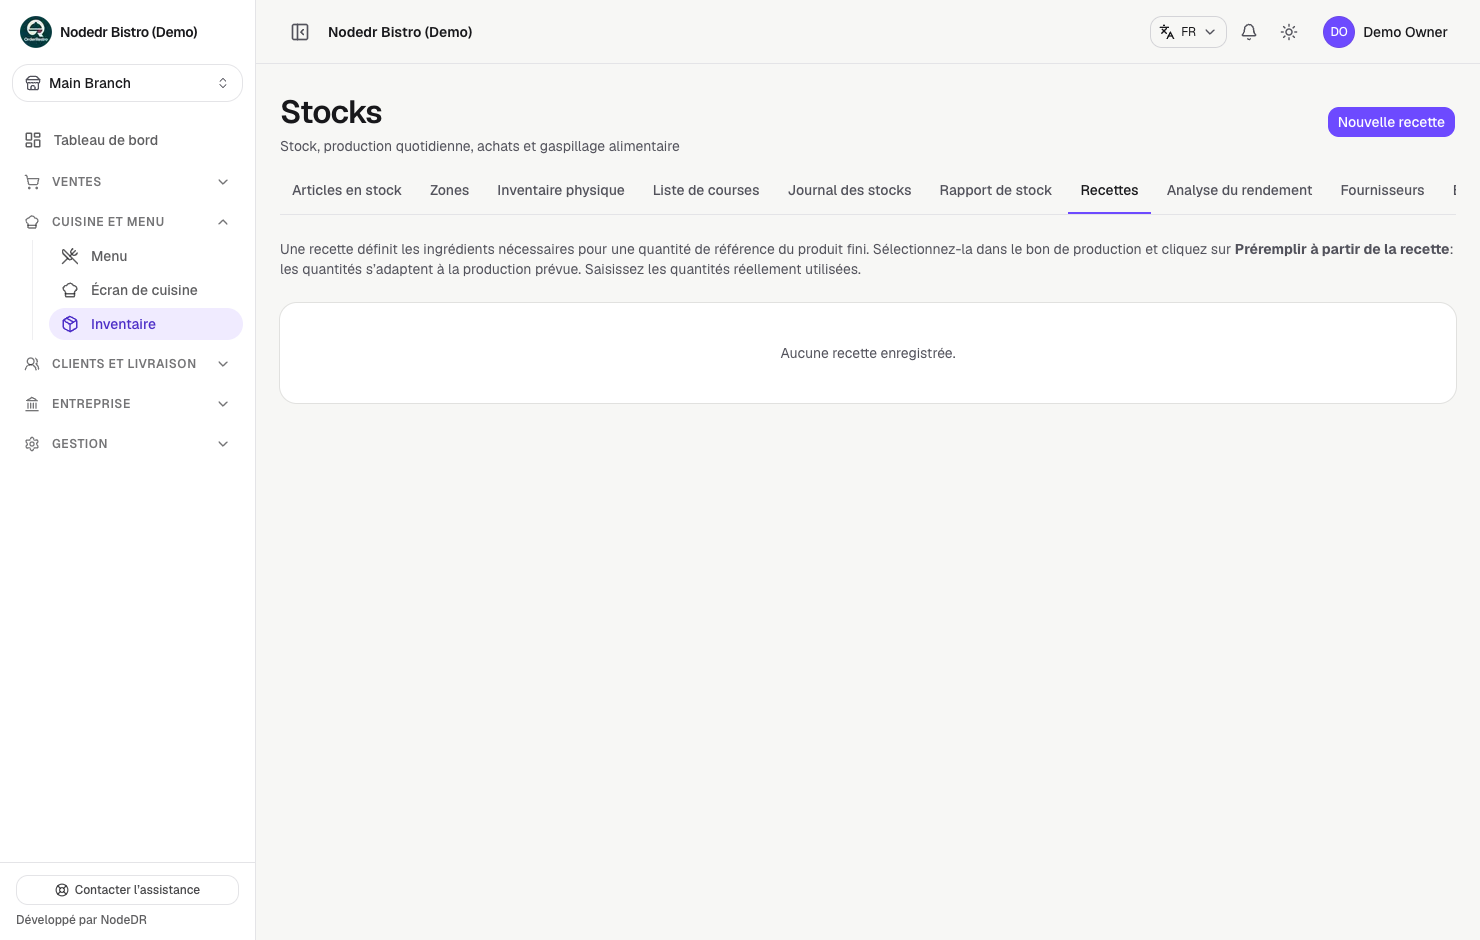 Nodedr Bistro (Demo)
Main Branch
Tableau de bord
VENTES
CUISINE ET MENU
Menu
Écran de cuisine
Inventaire
CLIENTS ET LIVRAISON
ENTREPRISE
GESTION
Contacter l'assistance
Développé par NodeDR
Nodedr Bistro (Demo)
FR
DO
Demo Owner
Stocks
Stock, production quotidienne, achats et gaspillage alimentaire
Nouvelle recette
Articles en stock
Zones
Inventaire physique
Liste de courses
Journal des stocks
Rapport de stock
Recettes
Analyse du rendement
Fournisseurs
Une recette définit les ingrédients nécessaires pour une quantité de référence du produit fini. Sélectionnez-la dans le bon de production et cliquez sur Préremplir à partir de la recette:
les quantités s'adaptent à la production prévue. Saisissez les quantités réellement utilisées.
Aucune recette enregistrée.